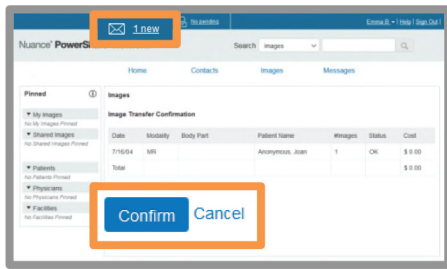 1 new
No pending
Emma B. | Help | Sign Out
Nuance® PowerSh
Search Images
Home Contacts Images Messages
Pinned
Images
My Images
No My Images Pinned
Image Transfer Confirmation
Shared Images
No Shared Images Pinned
Date Modality Body Part Patient Name #Images Status Cost
7/16/04 MR Anonymous, Joan 1 OK $ 0.00
Total $ 0.00
Patients
No Patients Pinned
Physicians
No Physicians Pinned
Facilities
No Facilities Pinned
Confirm Cancel